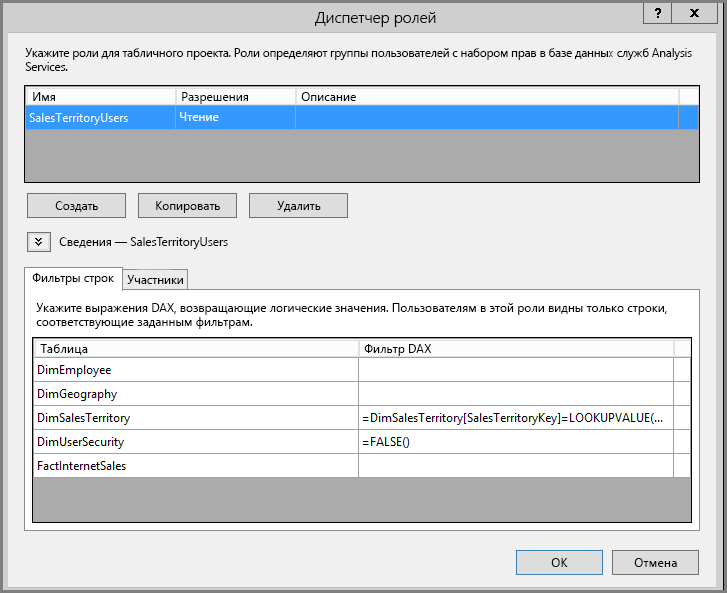 Диспетчер ролей
?
X
Укажите роли для табличного проекта. Роли определяют группы пользователей с набором прав в базе данных служб Analysis
Services.
Имя Разрешения Описание
SalesTerritoryUsers Чтение
Создать Копировать Удалить
Сведения — SalesTerritoryUsers
Фильтры строк Участники
Укажите выражения DAX, возвращающие логические значения. Пользователям в этой роли видны только строки,
соответствующие заданным фильтрам.
Таблица Фильтр DAX
DimEmployee
DimGeography
DimSalesTerritory =DimSalesTerritory[SalesTerritoryKey]=LOOKUPVALUE(...
DimUserSecurity =FALSE()
FactInternetSales
OK Отмена